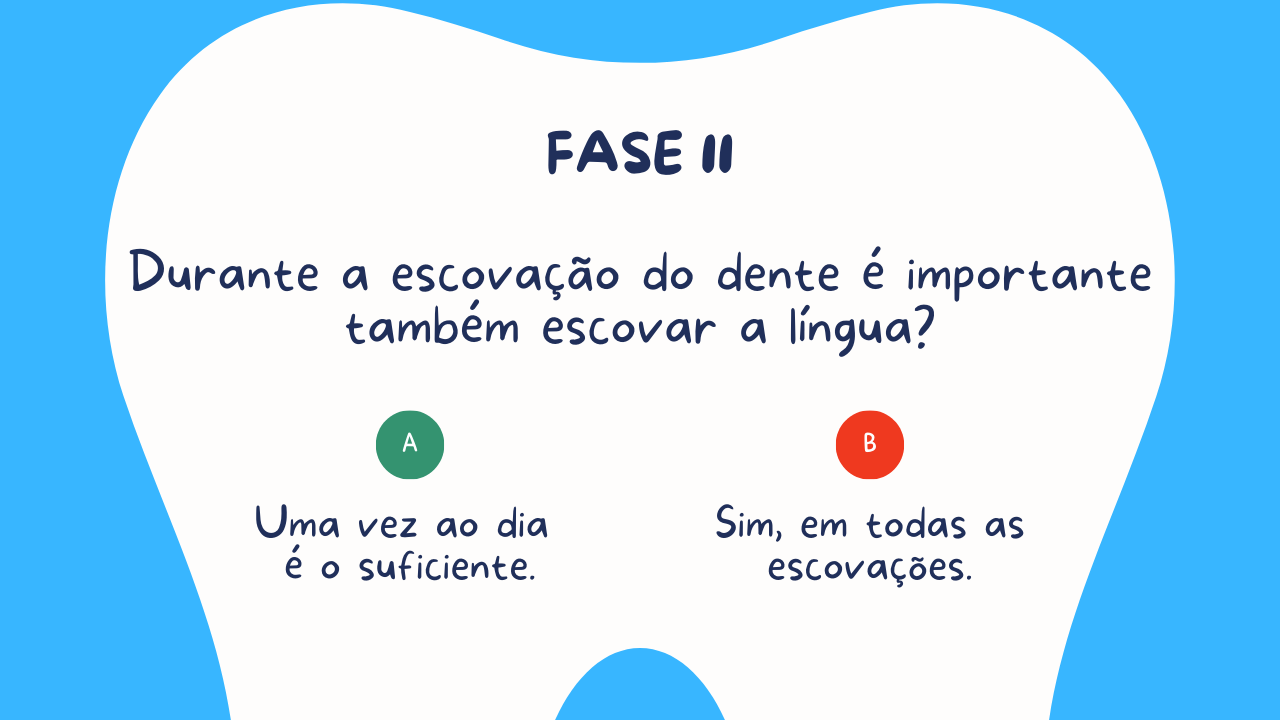 FASE II
Durante a escovação do dente é importante
também escovar a língua?
A
Uma vez ao dia
é o suficiente.
B
Sim, em todas as
escovações.